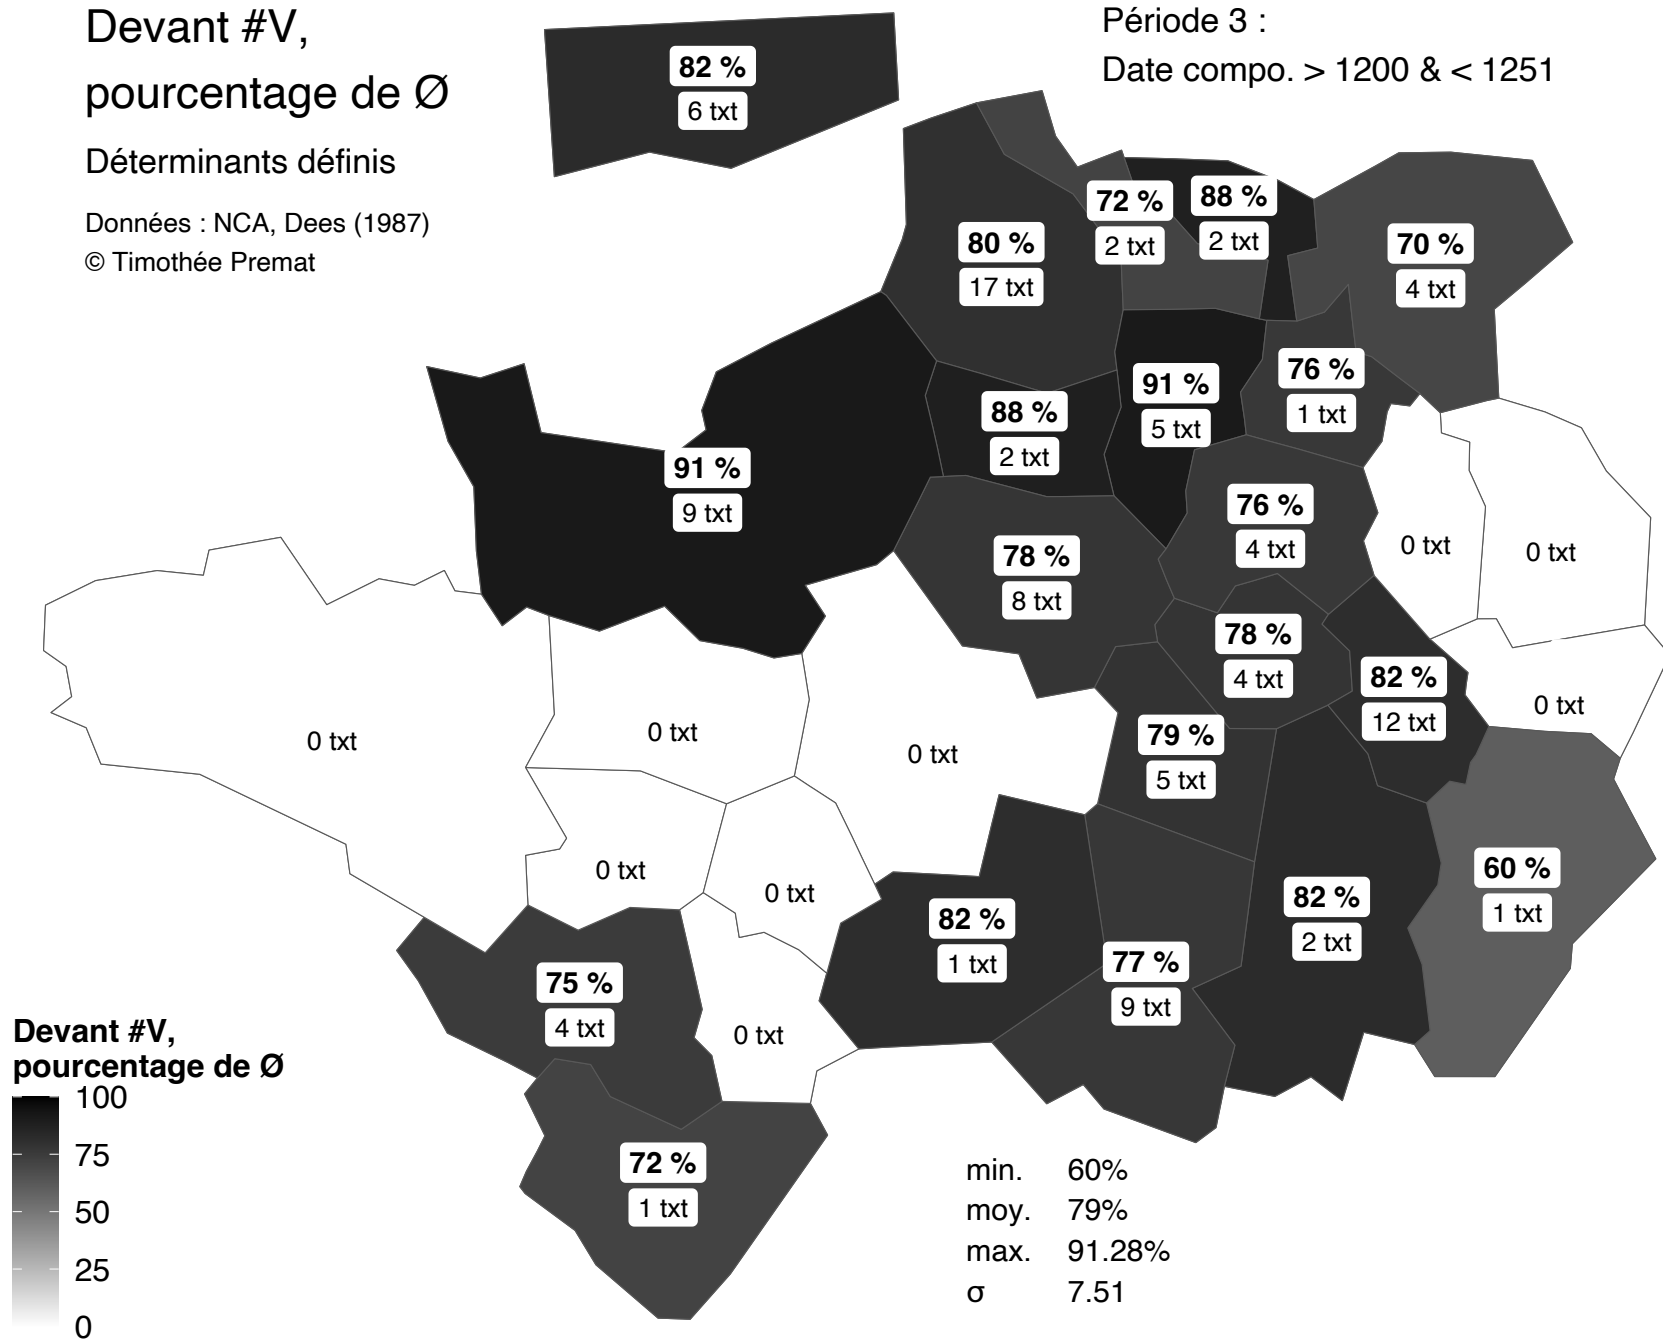 Devant #V,
pourcentage de Ø
Déterminants définis
Données : NCA, Dees (1987)
© Timothée Premat
Période 3 :
Date compo. > 1200 & < 1251
82 %
6 txt
72 %
2 txt
88 %
2 txt
80 %
17 txt
70 %
4 txt
91 %
5 txt
76 %
1 txt
88 %
2 txt
91 %
9 txt
76 %
4 txt
0 txt
0 txt
78 %
8 txt
78 %
4 txt
82 %
12 txt
0 txt
0 txt
0 txt
0 txt
79 %
5 txt
0 txt
0 txt
82 %
1 txt
77 %
9 txt
82 %
2 txt
60 %
1 txt
75 %
4 txt
0 txt
72 %
1 txt
Devant #V,
pourcentage de Ø
100
75
50
25
0
min. 60%
moy. 79%
max. 91.28%
σ 7.51